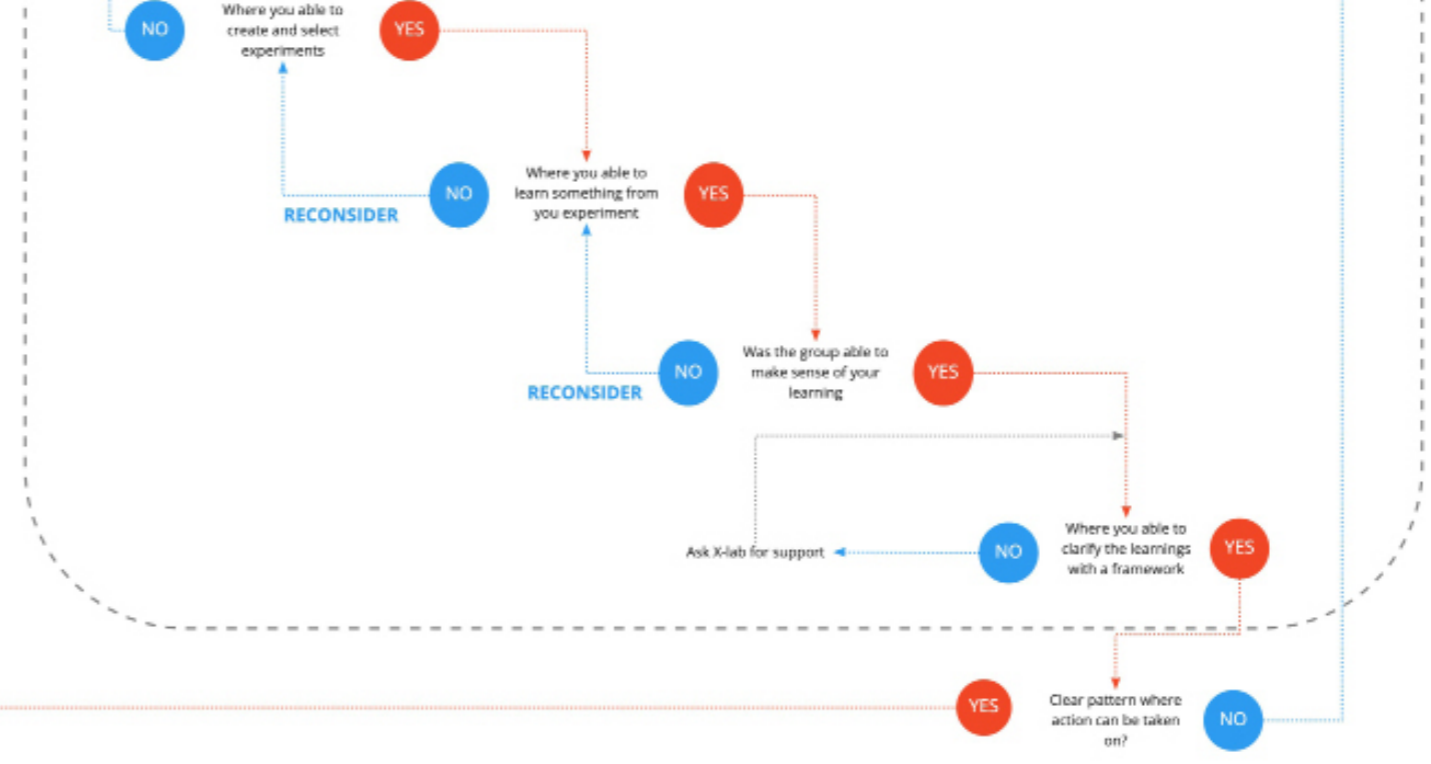 NO
Where you able to
create and select
experiments
YES
NO
Where you able to
learn something from
you experiment
YES
RECONSIDER
NO
Was the group able to
make sense of your
learning
YES
RECONSIDER
Ask X-lab for support
NO
Where you able to
clarify the learnings
with a framework
YES
YES
Clear pattern where
action can be taken
on?
NO